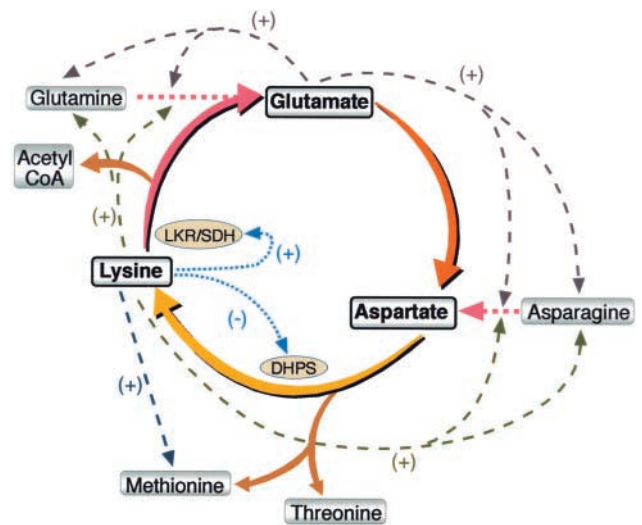 (+)
(+)
Glutamine
Glutamate
Acetyl
CoA
(+)
LKR/SDH
(+)
Lysine
Aspartate
Asparagine
(-)
DHPS
(+)
(+)
Methionine
Threonine